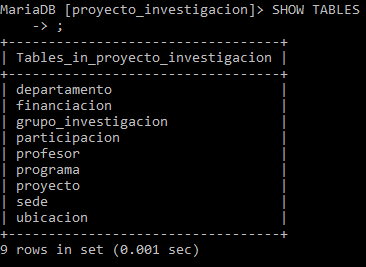 MariaDB [proyecto_investigacion]> SHOW TABLES
    -> ;
+----------------------------------+
| Tables_in_proyecto_investigacion |
+----------------------------------+
| departamento                     |
| financiacion                     |
| grupo_investigacion              |
| participacion                    |
| profesor                         |
| programa                         |
| proyecto                         |
| sede                             |
| ubicacion                        |
+----------------------------------+
9 rows in set (0.001 sec)